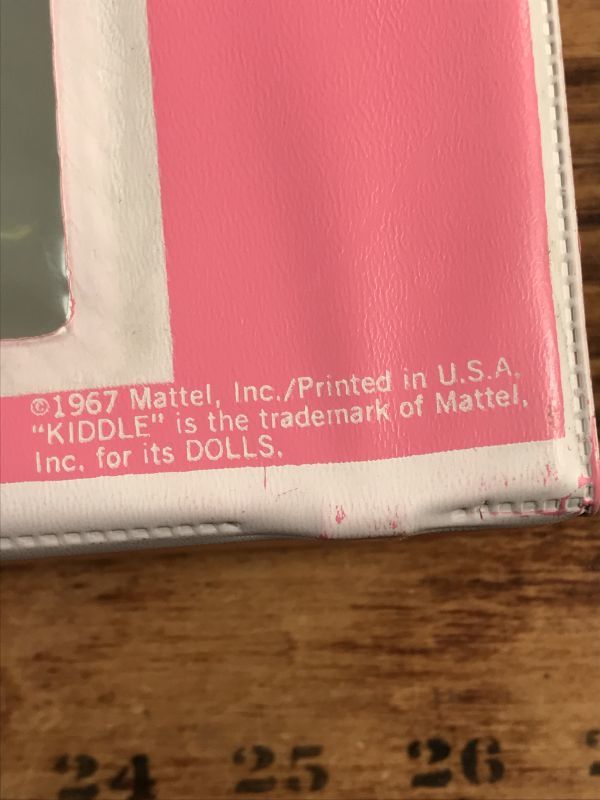 ©1967 Mattel, Inc./Printed in U.S.A.
"KIDDLE" is the trademark of Mattel,
Inc. for its DOLLS.
24 25 26